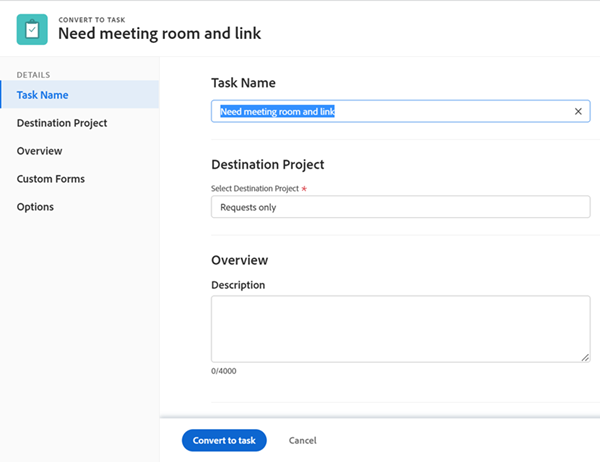 CONVERT TO TASK
Need meeting room and link
DETAILS
Task Name
Destination Project
Overview
Custom Forms
Options
Task Name
Need meeting room and link
Destination Project
Select Destination Project *
Requests only
Overview
Description
0/4000
Convert to task
Cancel